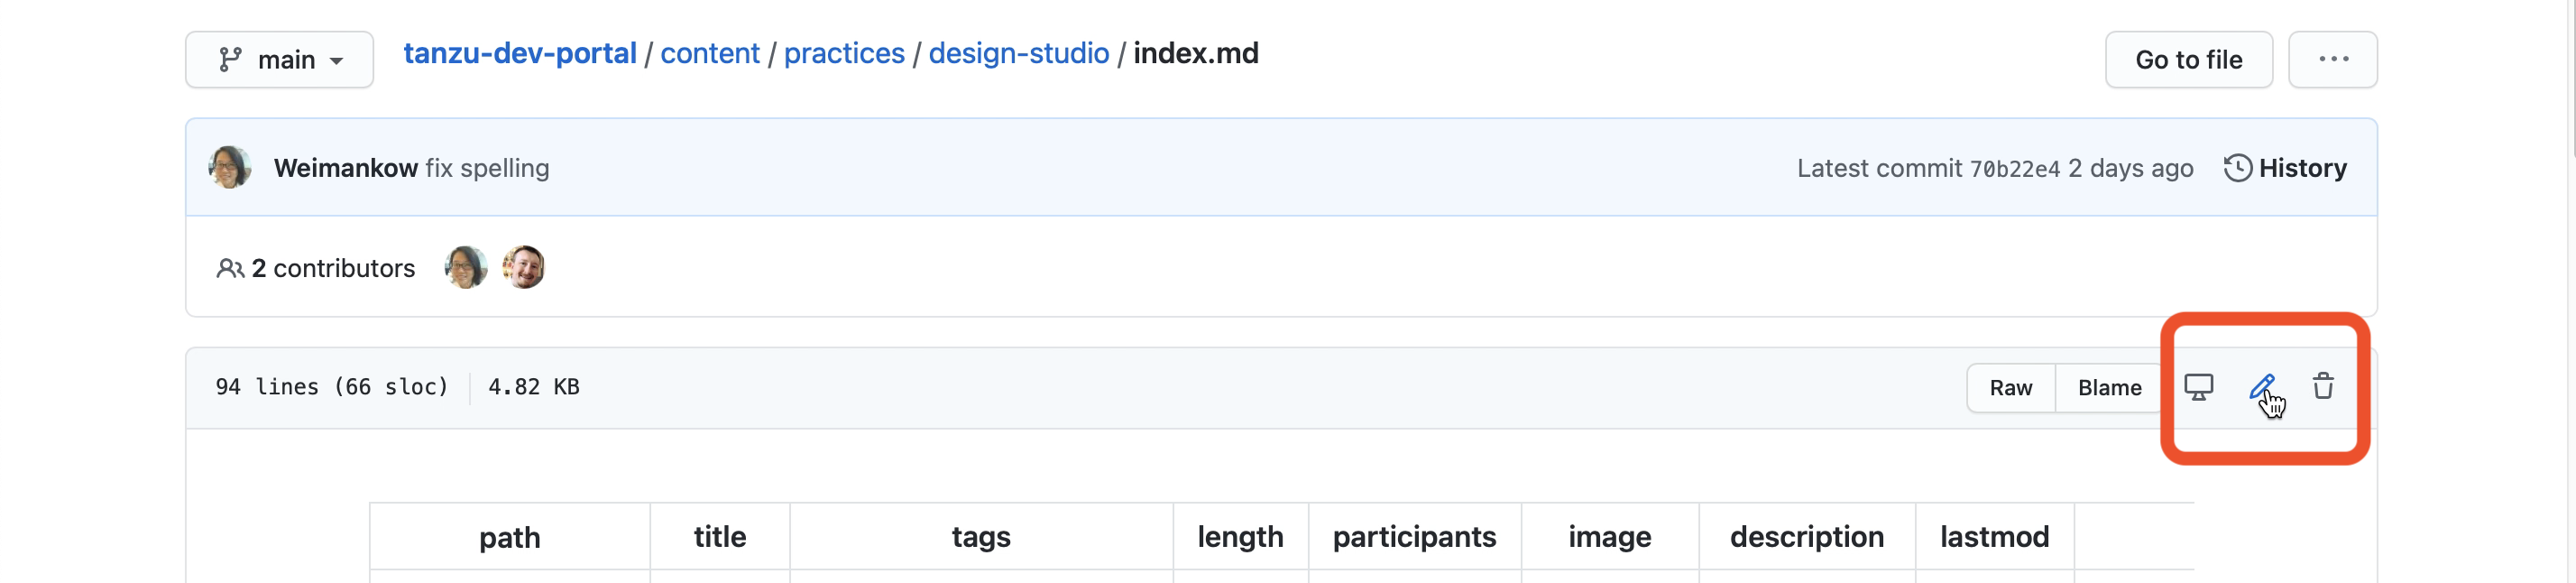 main
tanzu-dev-portal / content / practices / design-studio / index.md
Go to file
...
Weimankow fix spelling
Latest commit 70b22e4 2 days ago
History
2 contributors
94 lines (66 sloc) 4.82 KB
Raw
Blame
path title tags length participants image description lastmod